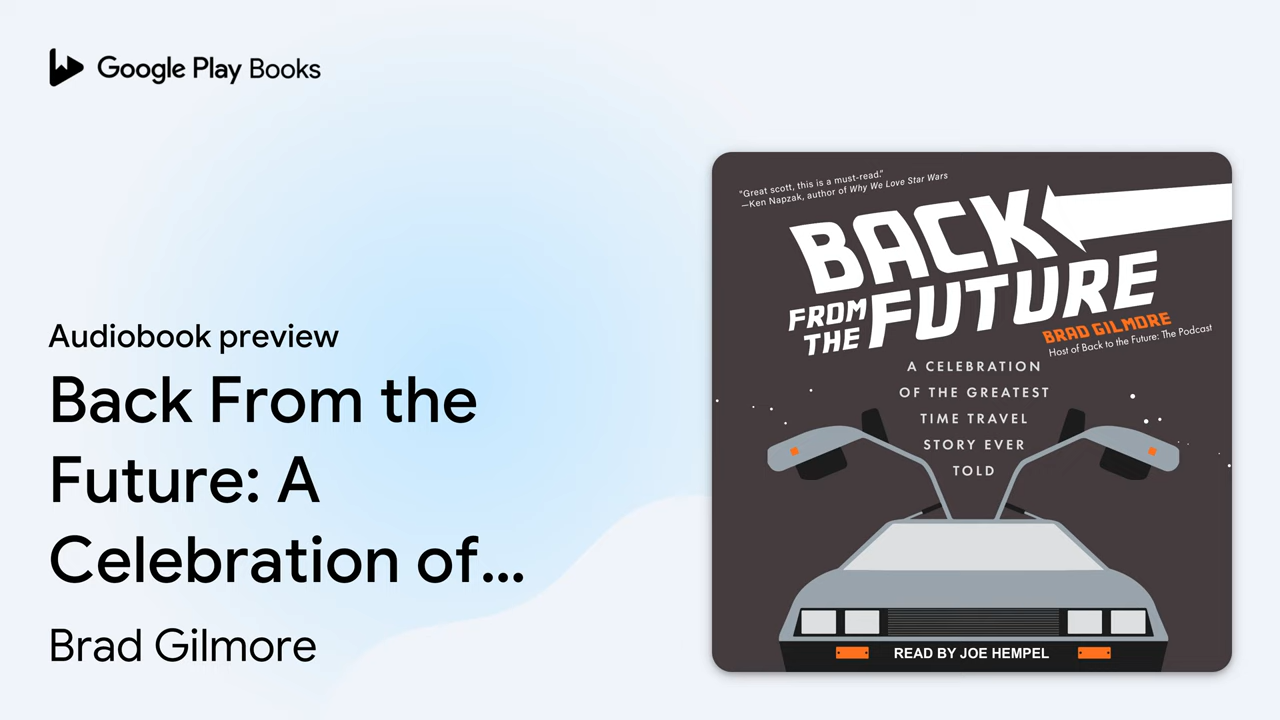 Google Play Books
Audiobook preview
Back From the
Future: A
Celebration of...
Brad Gilmore
"Great scott, this is a must-read."
—Ken Napzak, author of Why We Love Star Wars
BACK
FROM
THE
FUTURE
BRAD GILMORE
Host of Back to the Future: The Podcast
A CELEBRATION
OF THE GREATEST
TIME TRAVEL
STORY EVER
TOLD
READ BY JOE HEMPEL